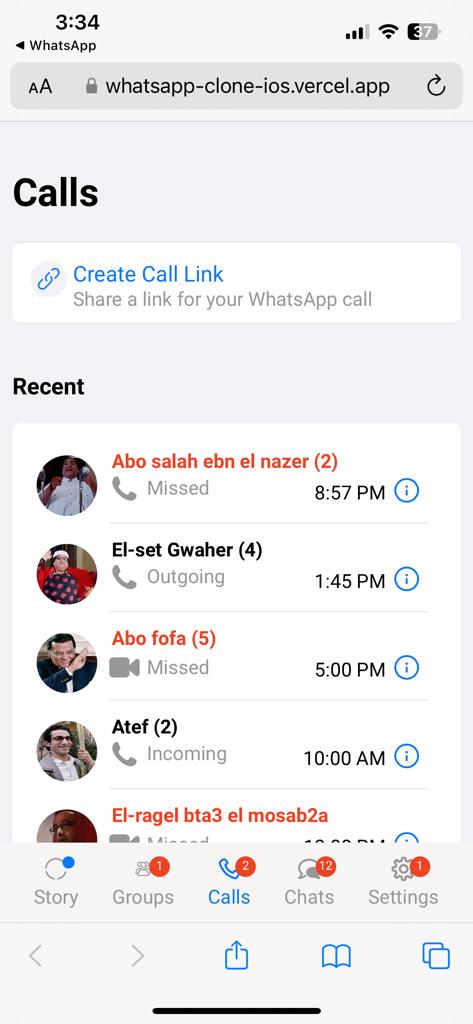 3:34
37
◀ WhatsApp
AA whatsapp-clone-ios.vercel.app
Calls
Create Call Link
Share a link for your WhatsApp call
Recent
Abo salah ebn el nazer (2)
Missed
8:57 PM
El-set Gwaher (4)
Outgoing
1:45 PM
Abo fofa (5)
Missed
5:00 PM
Atef (2)
Incoming
10:00 AM
El-ragel bta3 el mosab2a
Missed
1 2 12 1
Story Groups Calls Chats Settings